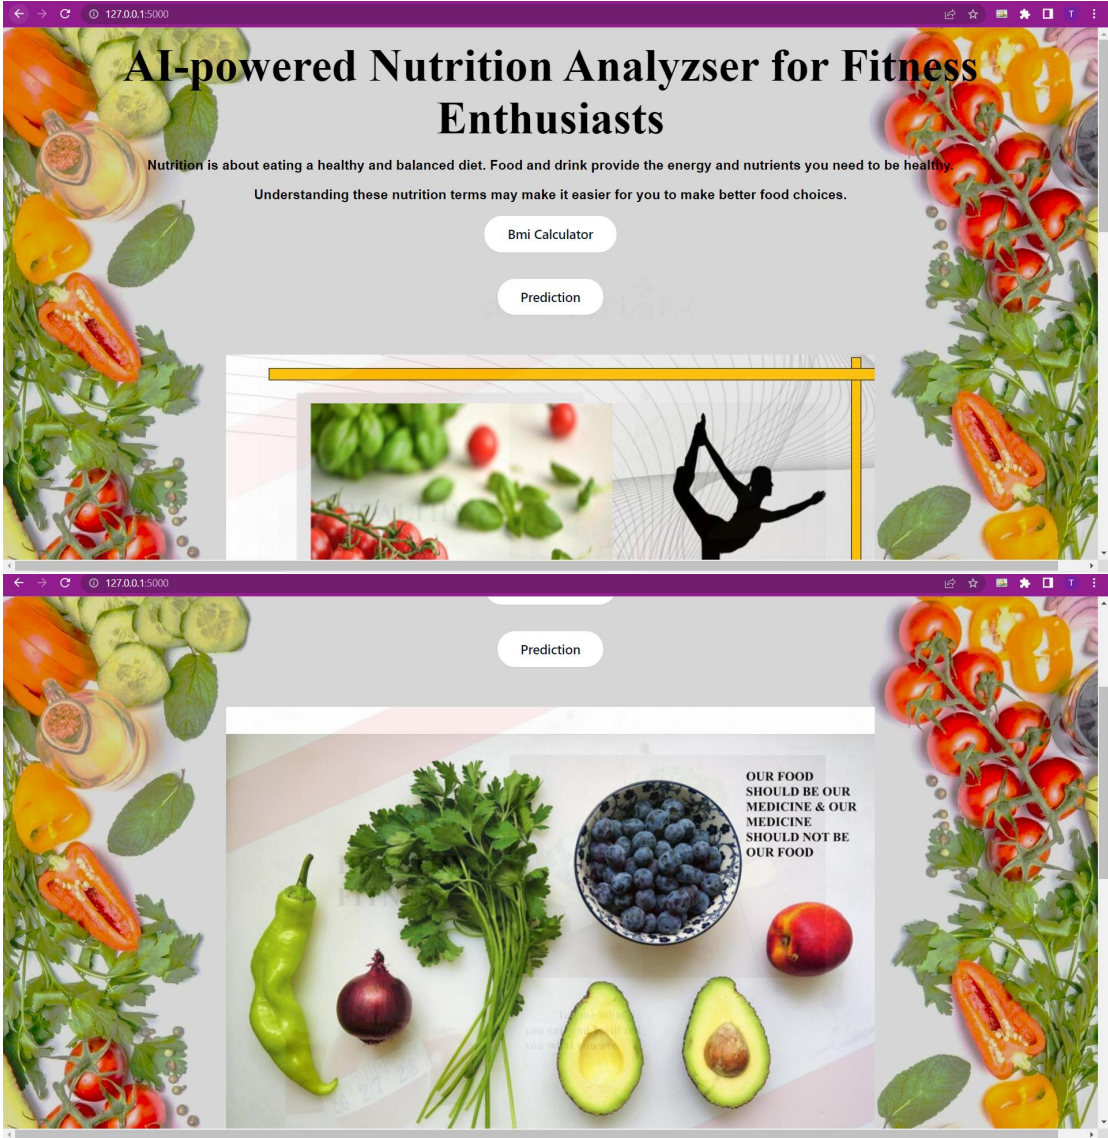 127.0.0.1:5000
T
AI-powered Nutrition Analyzser for Fitness
Enthusiasts
Nutrition is about eating a healthy and balanced diet. Food and drink provide the energy and nutrients you need to be healthy.
Understanding these nutrition terms may make it easier for you to make better food choices.
Bmi Calculator
Prediction
127.0.0.1:5000
T
Prediction
OUR FOOD
SHOULD BE OUR
MEDICINE & OUR
MEDICINE
SHOULD NOT BE
OUR FOOD